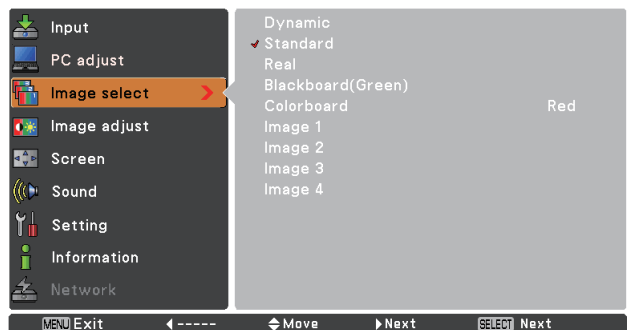 Input
PC adjust
Image select
Image adjust
Screen
Sound
Setting
Information
Network
Dynamic
Standard
Real
Blackboard(Green)
Colorboard Red
Image 1
Image 2
Image 3
Image 4
MENU Exit ----- Move Next SELECT Next